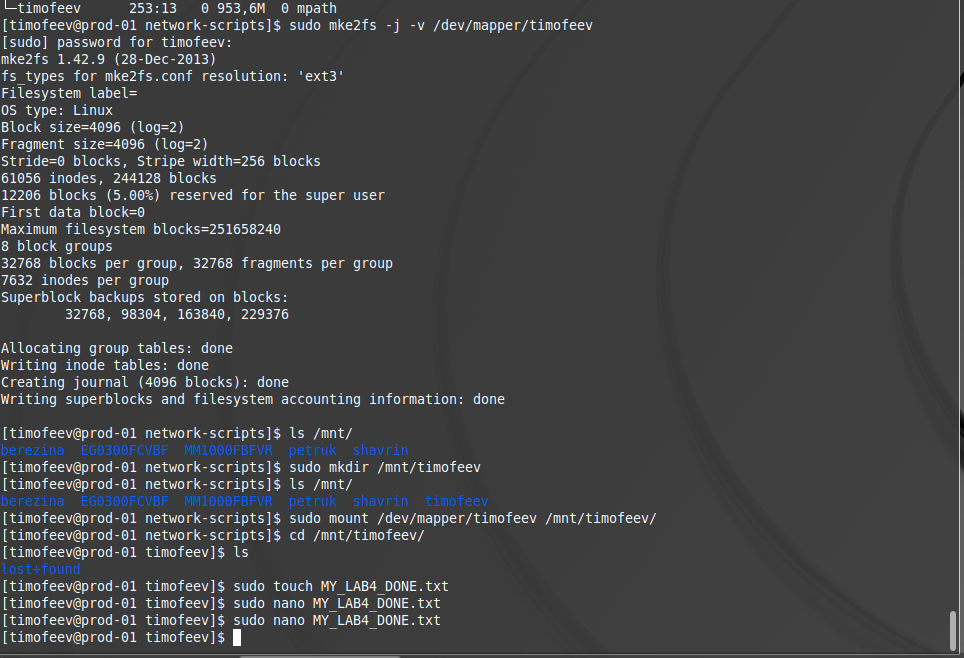 └─timofeev      253:13   0 953,6M  0 mpath
[timofeev@prod-01 network-scripts]$ sudo mke2fs -j -v /dev/mapper/timofeev
[sudo] password for timofeev:
mke2fs 1.42.9 (28-Dec-2013)
fs_types for mke2fs.conf resolution: 'ext3'
Filesystem label=
OS type: Linux
Block size=4096 (log=2)
Fragment size=4096 (log=2)
Stride=0 blocks, Stripe width=256 blocks
61056 inodes, 244128 blocks
12206 blocks (5.00%) reserved for the super user
First data block=0
Maximum filesystem blocks=251658240
8 block groups
32768 blocks per group, 32768 fragments per group
7632 inodes per group
Superblock backups stored on blocks:
        32768, 98304, 163840, 229376

Allocating group tables: done
Writing inode tables: done
Creating journal (4096 blocks): done
Writing superblocks and filesystem accounting information: done

[timofeev@prod-01 network-scripts]$ ls /mnt/
berezina  EG0300FCVBF  MM1000FBFVR  petruk  shavrin
[timofeev@prod-01 network-scripts]$ sudo mkdir /mnt/timofeev
[timofeev@prod-01 network-scripts]$ ls /mnt/
berezina  EG0300FCVBF  MM1000FBFVR  petruk  shavrin  timofeev
[timofeev@prod-01 network-scripts]$ sudo mount /dev/mapper/timofeev /mnt/timofeev/
[timofeev@prod-01 network-scripts]$ cd /mnt/timofeev/
[timofeev@prod-01 timofeev]$ ls
lost+found
[timofeev@prod-01 timofeev]$ sudo touch MY_LAB4_DONE.txt
[timofeev@prod-01 timofeev]$ sudo nano MY_LAB4_DONE.txt
[timofeev@prod-01 timofeev]$ sudo nano MY_LAB4_DONE.txt
[timofeev@prod-01 timofeev]$